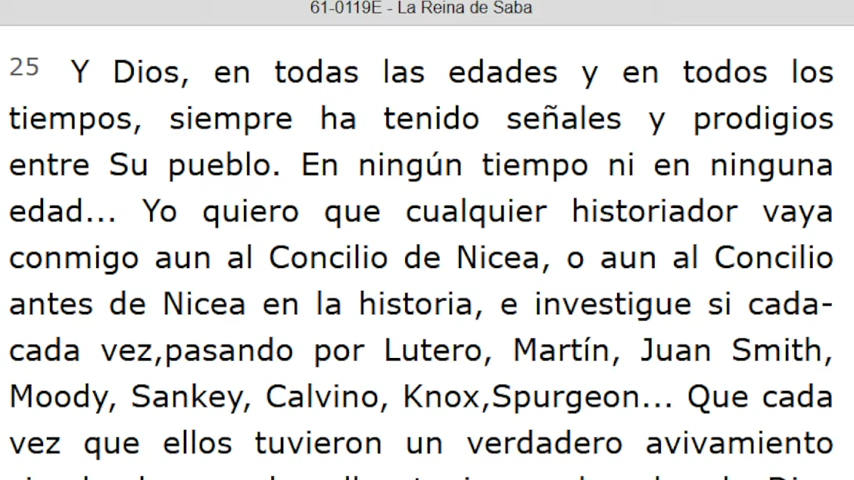 61-0119E - La Reina de Saba
25 Y Dios, en todas las edades y en todos los
tiempos, siempre ha tenido señales y prodigios
entre Su pueblo. En ningún tiempo ni en ninguna
edad... Yo quiero que cualquier historiador vaya
conmigo aun al Concilio de Nicea, o aun al Concilio
antes de Nicea en la historia, e investigue si cada-
cada vez,pasando por Lutero, Martín, Juan Smith,
Moody, Sankey, Calvino, Knox,Spurgeon... Que cada
vez que ellos tuvieron un verdadero avivamiento